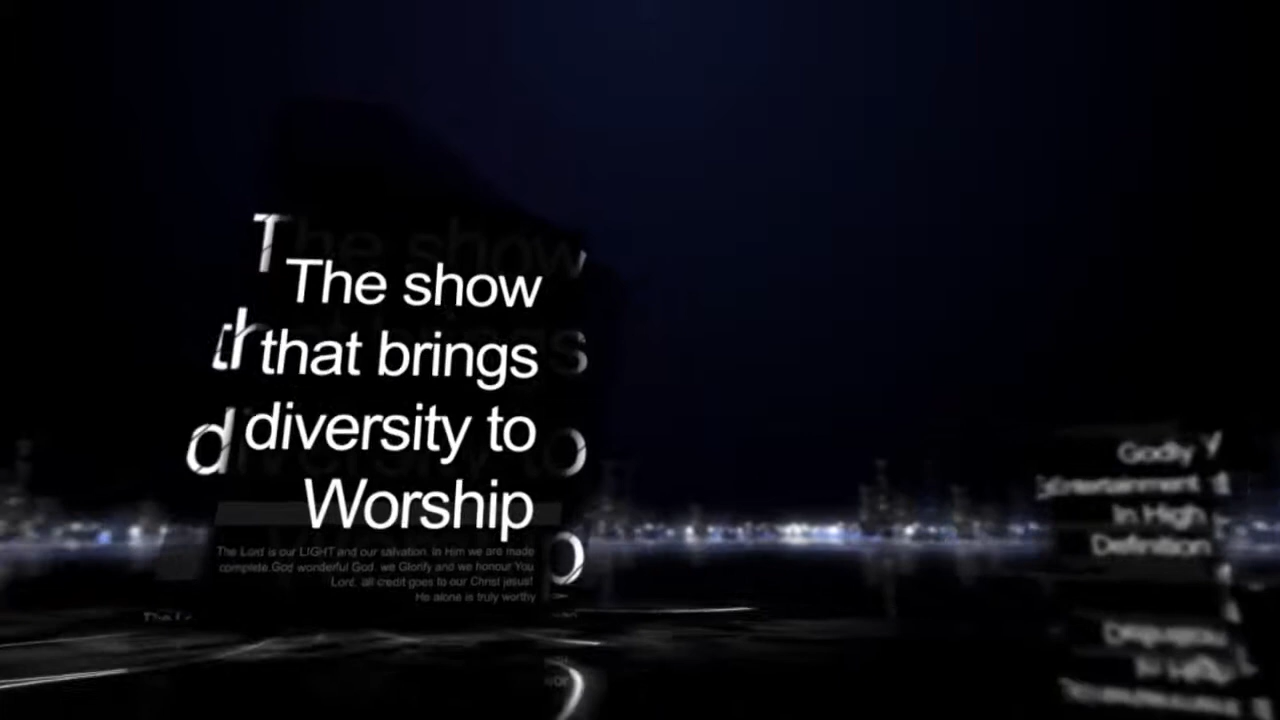 The show
that brings
diversity to
Worship
The Lord is our LIGHT and our salvation. In Him we are made
complete.God wonderful God. we Glorify and we honour You
Lord, all credit goes to our Christ jesus!
He alone is truly worthy
Godly
Entertainment
In High
Definition